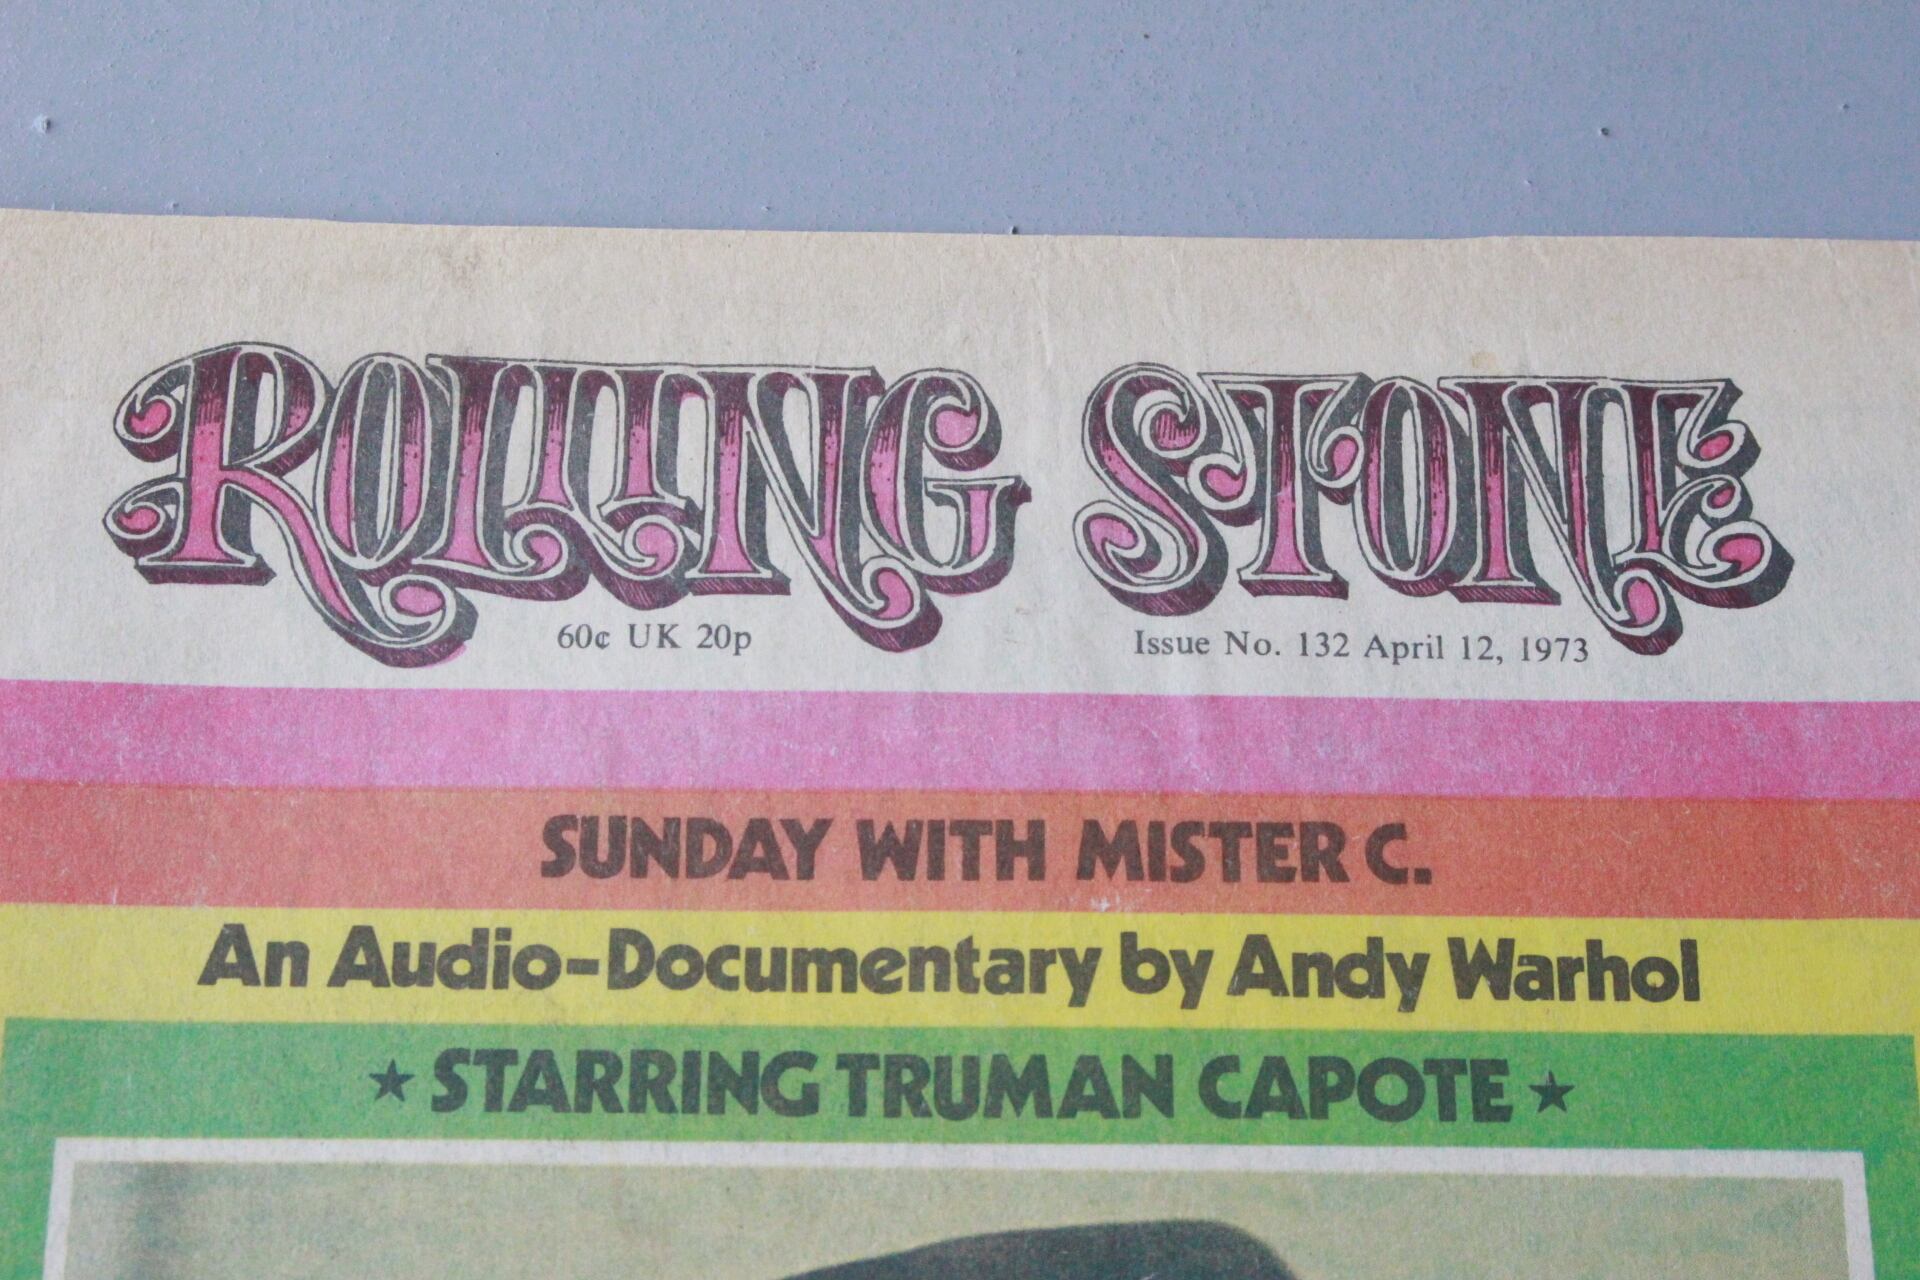 ROLLING STONE
60¢ UK 20p Issue No. 132 April 12, 1973
SUNDAY WITH MISTER C.
An Audio-Documentary by Andy Warhol
★ STARRING TRUMAN CAPOTE ★